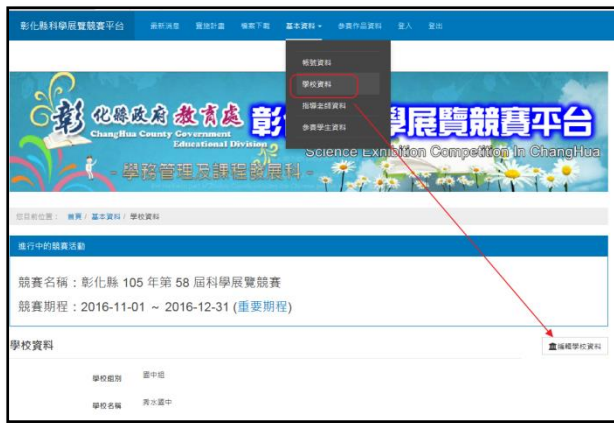 彰化縣科學展覽競賽平台 最新消息 實施計畫 檔案下載 基本資料 參賽作品資料 登入 登出
帳號資料
學校資料
指導老師資料
參賽學生資料
彰化縣政府 教育處
ChangHua County Government
Educational Division
學展覽競賽平台
Science Exhibition Competition In ChangHua
- 學務管理及課程發展科 -
您目前位置： 首頁 / 基本資料 / 學校資料
進行中的競賽活動
競賽名稱：彰化縣 105 年第 58 屆科學展覽競賽
競賽期程：2016-11-01 ~ 2016-12-31 (重要期程)
學校資料
編輯學校資料
學校組別 國中組
學校名稱 溪水國中